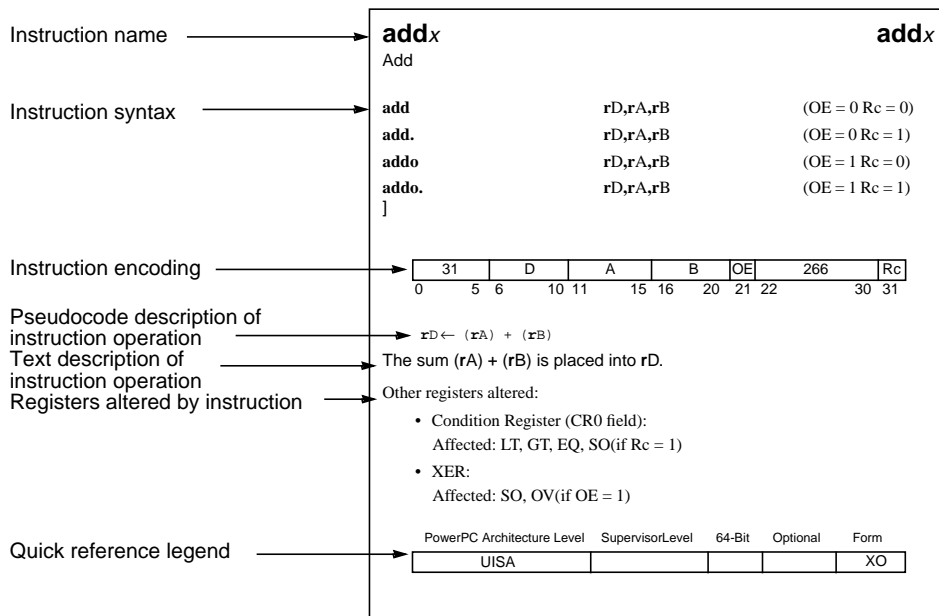 Instruction name
addx addx
Add
Instruction syntax
add rD,rA,rB (OE = 0 Rc = 0)
add. rD,rA,rB (OE = 0 Rc = 1)
addo rD,rA,rB (OE = 1 Rc = 0)
addo. rD,rA,rB (OE = 1 Rc = 1)
]
Instruction encoding
31 D A B OE 266 Rc
0 5 6 10 11 15 16 20 21 22 30 31
Pseudocode description of
instruction operation
rD← (rA) + (rB)
Text description of
instruction operation
The sum (rA) + (rB) is placed into rD.
Registers altered by instruction
Other registers altered:
• Condition Register (CR0 field):
Affected: LT, GT, EQ, SO(if Rc = 1)
• XER:
Affected: SO, OV(if OE = 1)
Quick reference legend
PowerPC Architecture Level SupervisorLevel 64-Bit Optional Form
UISA XO